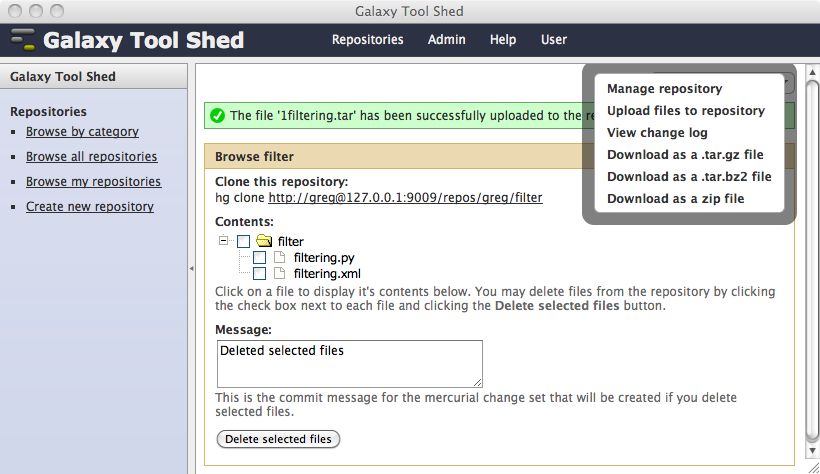 Galaxy Tool Shed
Galaxy Tool Shed
Repositories Admin Help User
Galaxy Tool Shed
Repositories
Browse by category
Browse all repositories
Browse my repositories
Create new repository
Manage repository
Upload files to repository
View change log
Download as a .tar.gz file
Download as a .tar.bz2 file
Download as a zip file
The file '1filtering.tar' has been successfully uploaded to the
Browse filter
Clone this repository:
hg clone http://greg@127.0.0.1:9009/repos/greg/filter
Contents:
filter
filtering.py
filtering.xml
Click on a file to display it's contents below. You may delete files from the repository by clicking
the check box next to each file and clicking the Delete selected files button.
Message:
Deleted selected files
This is the commit message for the mercurial change set that will be created if you delete
selected files.
Delete selected files